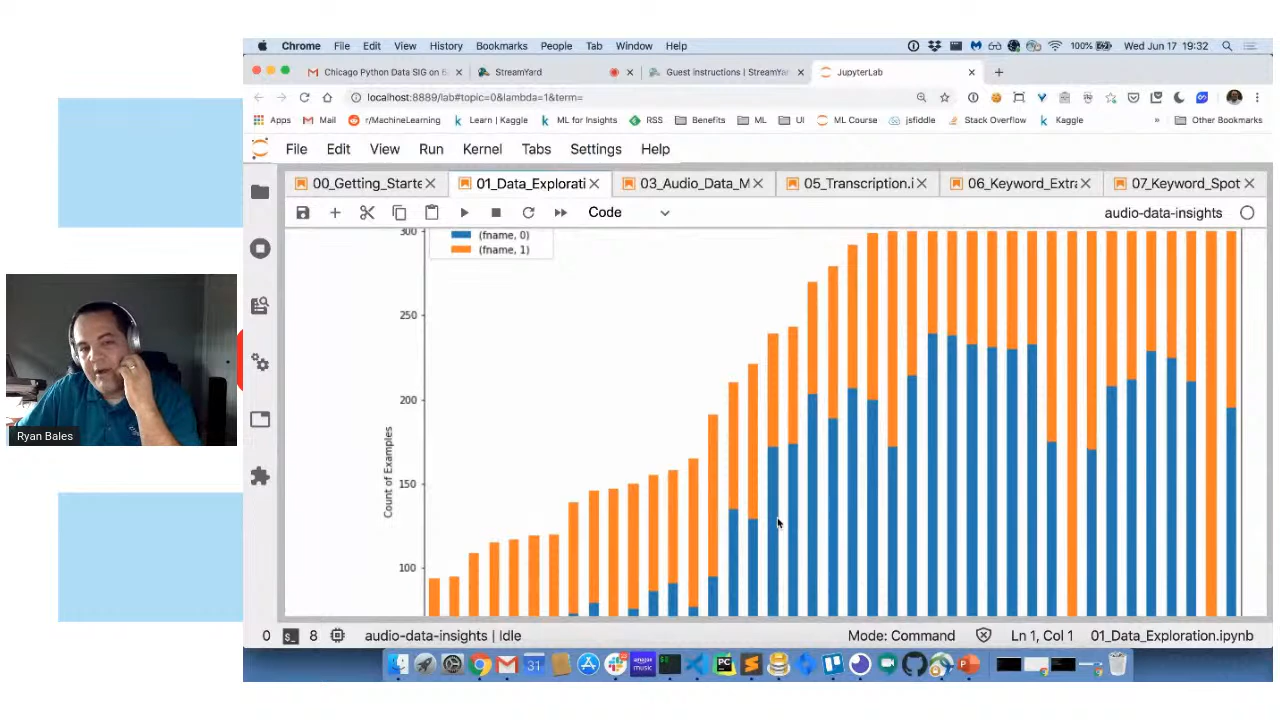 Chrome File Edit View History Bookmarks People Tab Window Help 100% Wed Jun 17 19:32
Chicago Python Data SIG on B StreamYard Guest Instructions | StreamYar JupyterLab
localhost:8889/lab#topic=0&lambda=1&term=
Apps Mail r/MachineLearning Learn | Kaggle ML for Insights RSS Benefits ML UI ML Course jsfiddle Stack Overflow Kaggle » Other Bookmarks
File Edit View Run Kernel Tabs Settings Help
00_Getting_Starte 01_Data_Explorati 03_Audio_Data_M 05_Transcription.i 06_Keyword_Extra 07_Keyword_Spot
Code audio-data-insights
300
(fname, 0)
(fname, 1)
250
200
150
100
Count of Examples
Ryan Bales
0 8 audio-data-insights | Idle Mode: Command Ln 1, Col 1 01_Data_Exploration.ipynb
31 amazon music PC